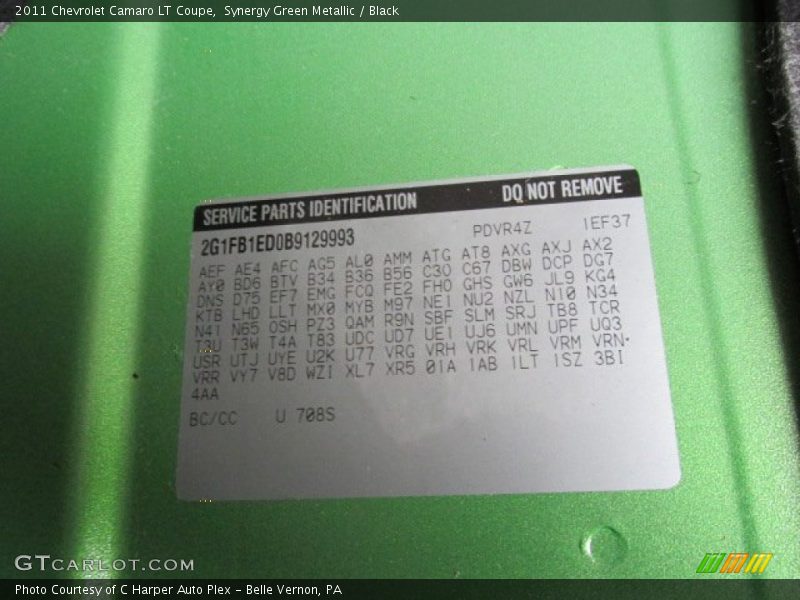 2011 Chevrolet Camaro LT Coupe, Synergy Green Metallic / Black
SERVICE PARTS IDENTIFICATION DO NOT REMOVE
2G1FB1ED0B9129993 PDVR4Z 1EF37
AEF AE4 AFC AG5 AL0 AMM ATG AT8 AXG AXJ AX2
AY0 BD6 BTV B34 B36 B56 C30 C67 DBW DCP DG7
DNS D75 EF7 EMG FCQ FE2 FHO GHS GW6 JL9 KG4
KTB LHD LLT MX0 MYB M97 NE1 NU2 NZL N10 N34
N41 N65 OSH PZ3 QAM R9N SBF SLM SRJ TB8 TCR
T3U T3W T4A T83 UDC UD7 UE1 UJ6 UMN UPF UQ3
USR UTJ UYE U2K U77 VRG VRH VRK VRL VRM VRN
VRR VY7 V8D WZ1 XL7 XR5 01A 1AB 1LT 1SZ 3B1
4AA
BC/CC U 708S
GTCARLOT.COM
Photo Courtesy of C Harper Auto Plex - Belle Vernon, PA